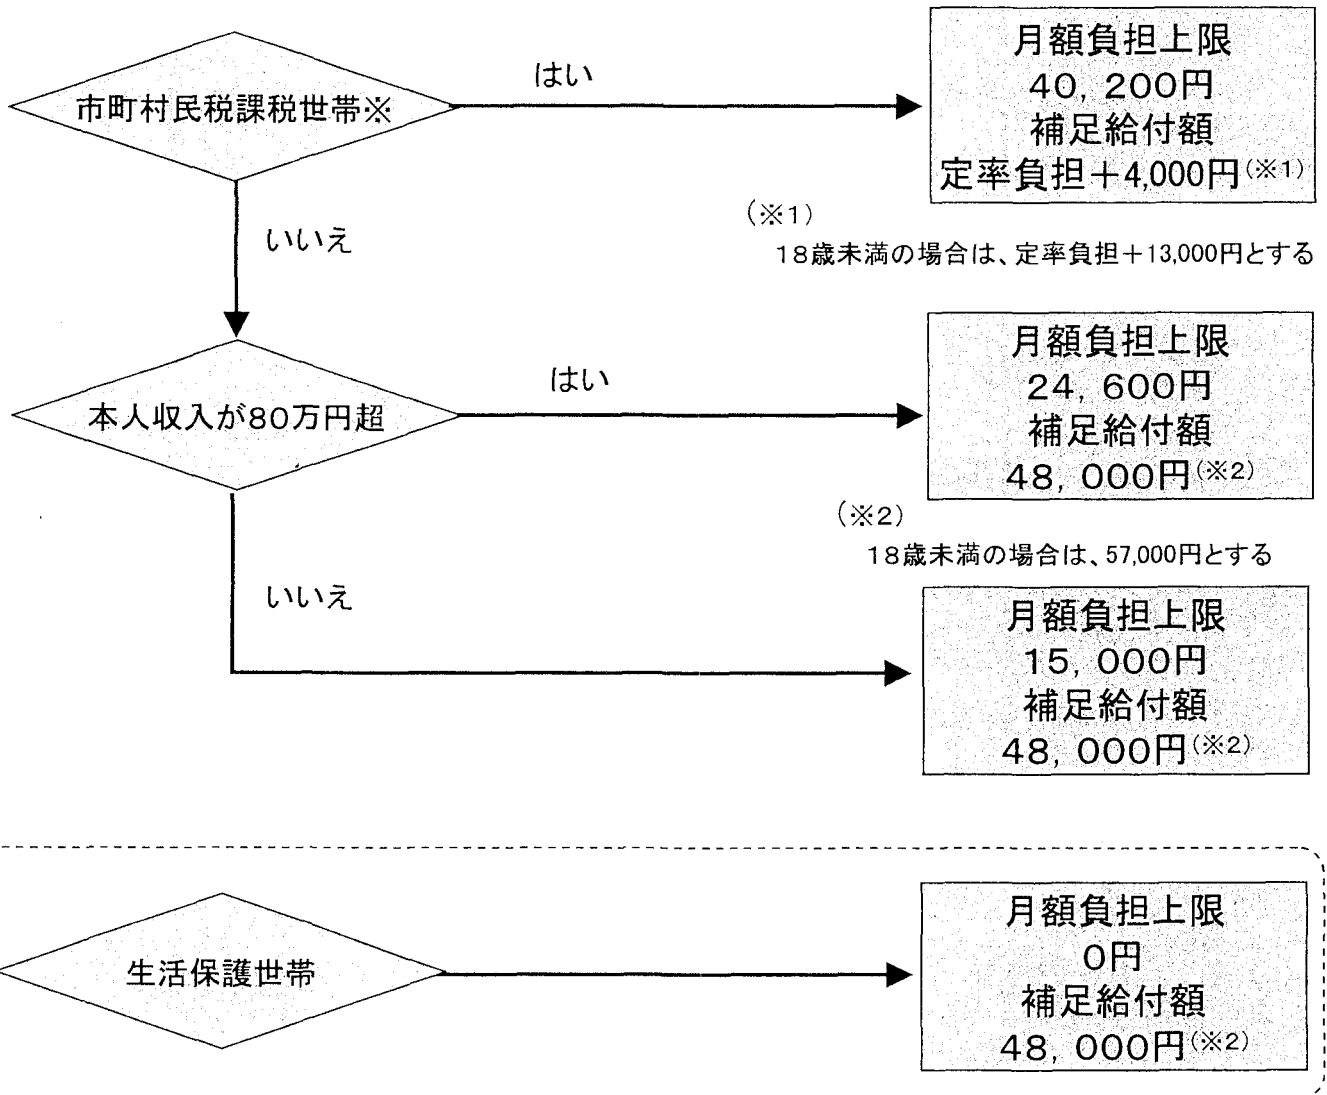 市町村民税課税世帯※
はい
月額負担上限
40,200円
補足給付額
定率負担+4,000円(※1)
(※1)
18歳未満の場合は、定率負担+13,000円とする
いいえ
本人収入が80万円超
はい
月額負担上限
24,600円
補足給付額
48,000円(※2)
(※2)
18歳未満の場合は、57,000円とする
いいえ
月額負担上限
15,000円
補足給付額
48,000円(※2)
生活保護世帯
月額負担上限
0円
補足給付額
48,000円(※2)